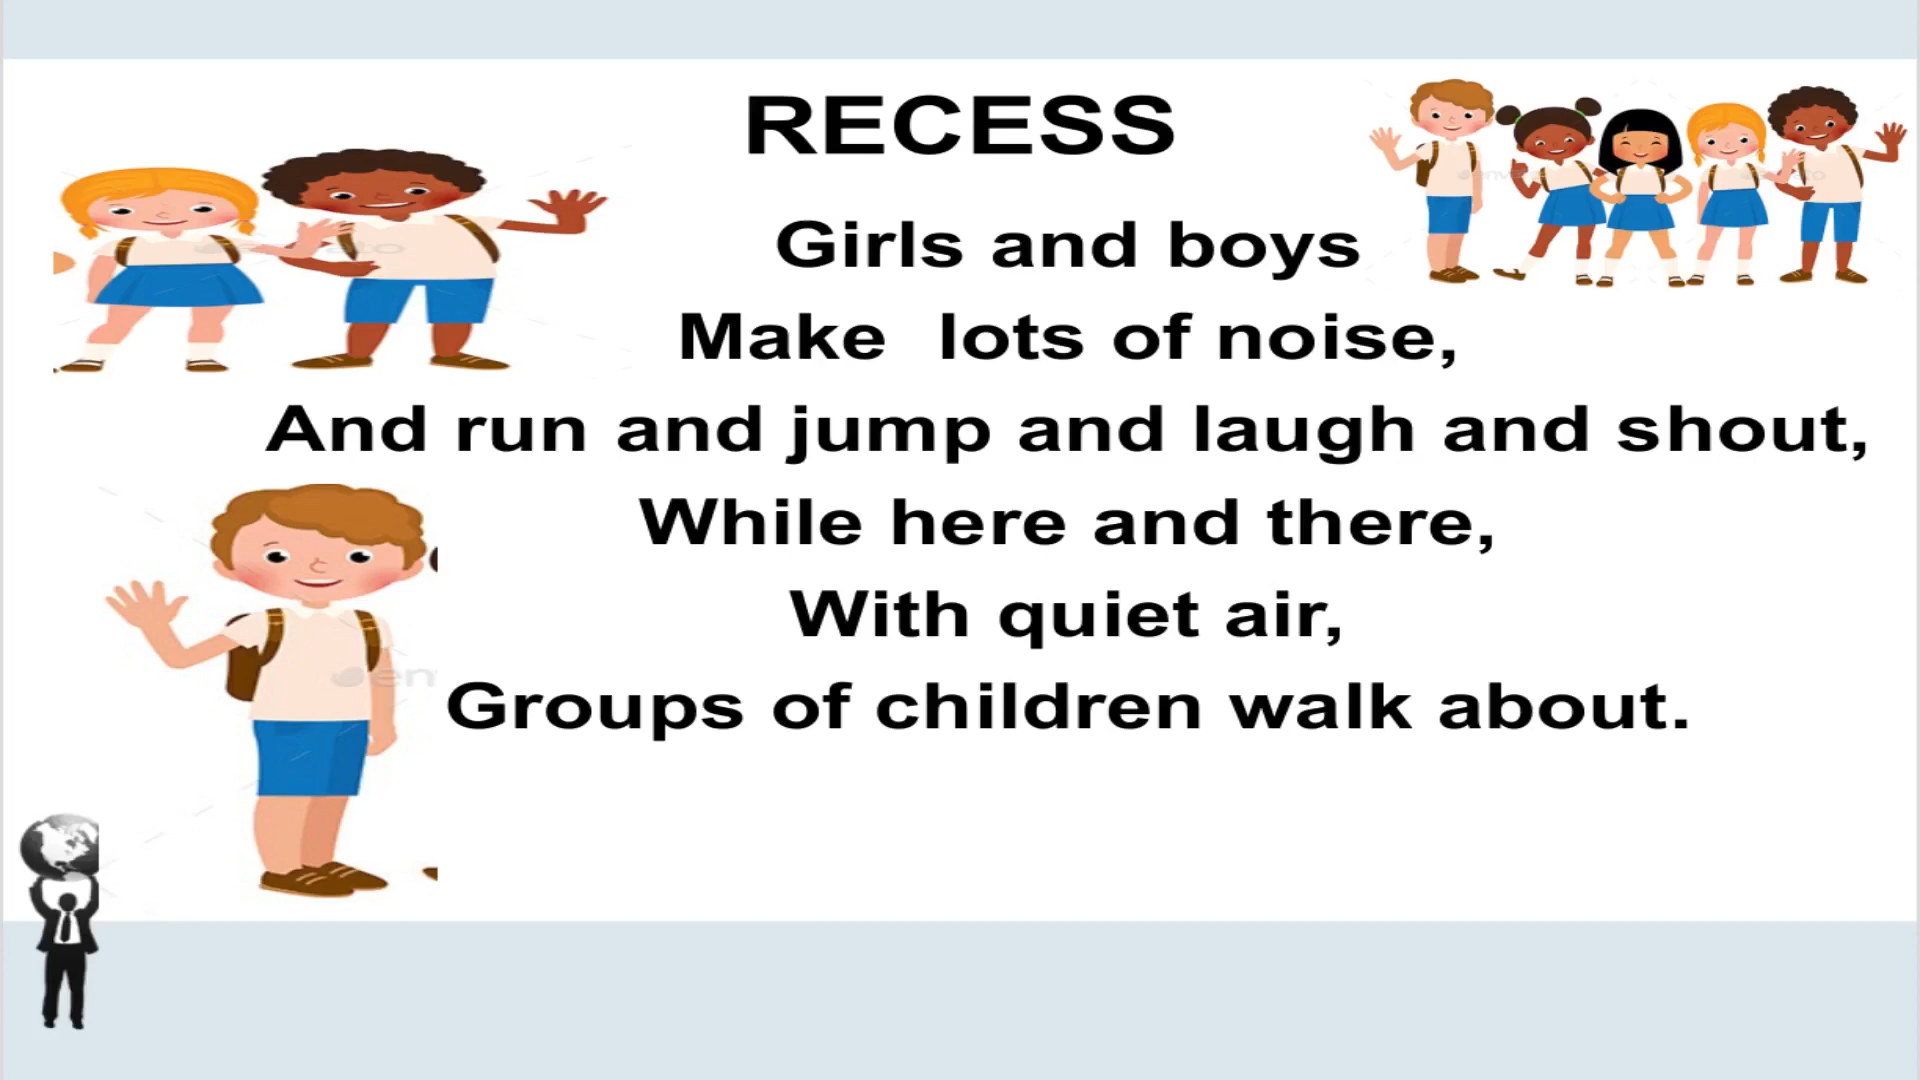 RECESS
Girls and boys
Make lots of noise,
And run and jump and laugh and shout,
While here and there,
With quiet air,
Groups of children walk about.